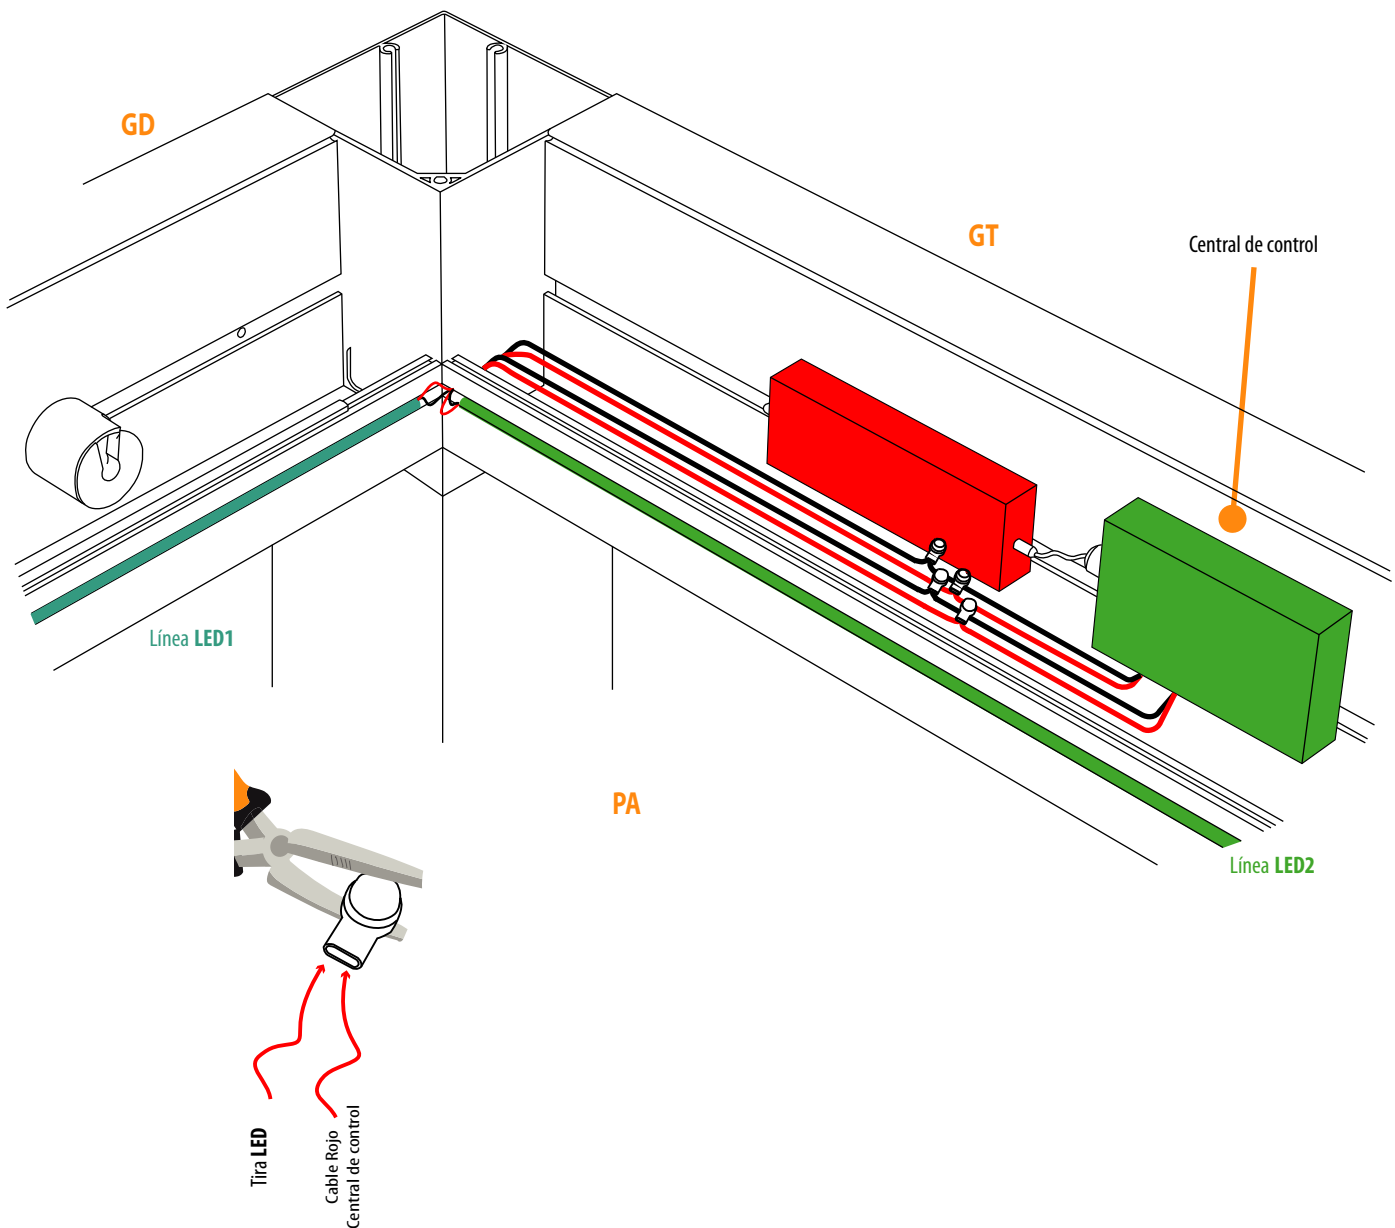 GD
GT
Central de control
Línea LED1
PA
Línea LED2
Tira LED
Cable Rojo
Central de control